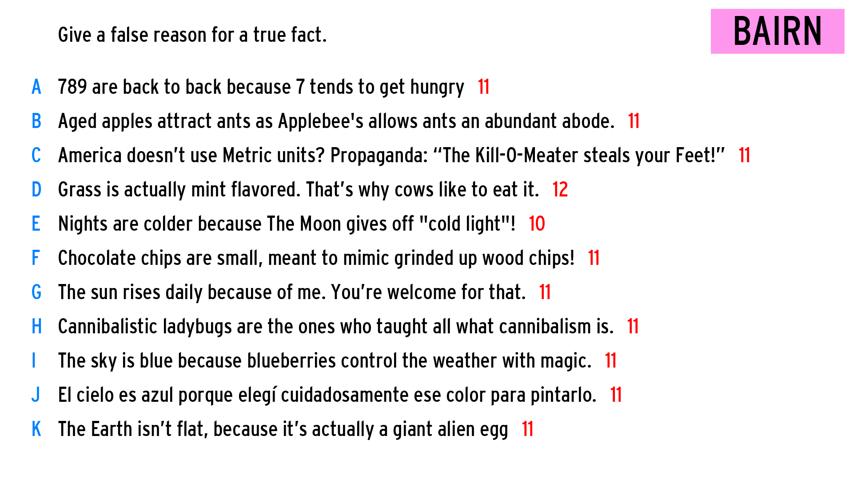 Give a false reason for a true fact.
BAIRN
A 789 are back to back because 7 tends to get hungry 11
B Aged apples attract ants as Applebee's allows ants an abundant abode. 11
C America doesn’t use Metric units? Propaganda: “The Kill-O-Meater steals your Feet!” 11
D Grass is actually mint flavored. That’s why cows like to eat it. 12
E Nights are colder because The Moon gives off "cold light"! 10
F Chocolate chips are small, meant to mimic grinded up wood chips! 11
G The sun rises daily because of me. You’re welcome for that. 11
H Cannibalistic ladybugs are the ones who taught all what cannibalism is. 11
I The sky is blue because blueberries control the weather with magic. 11
J El cielo es azul porque elegí cuidadosamente ese color para pintarlo. 11
K The Earth isn’t flat, because it’s actually a giant alien egg 11